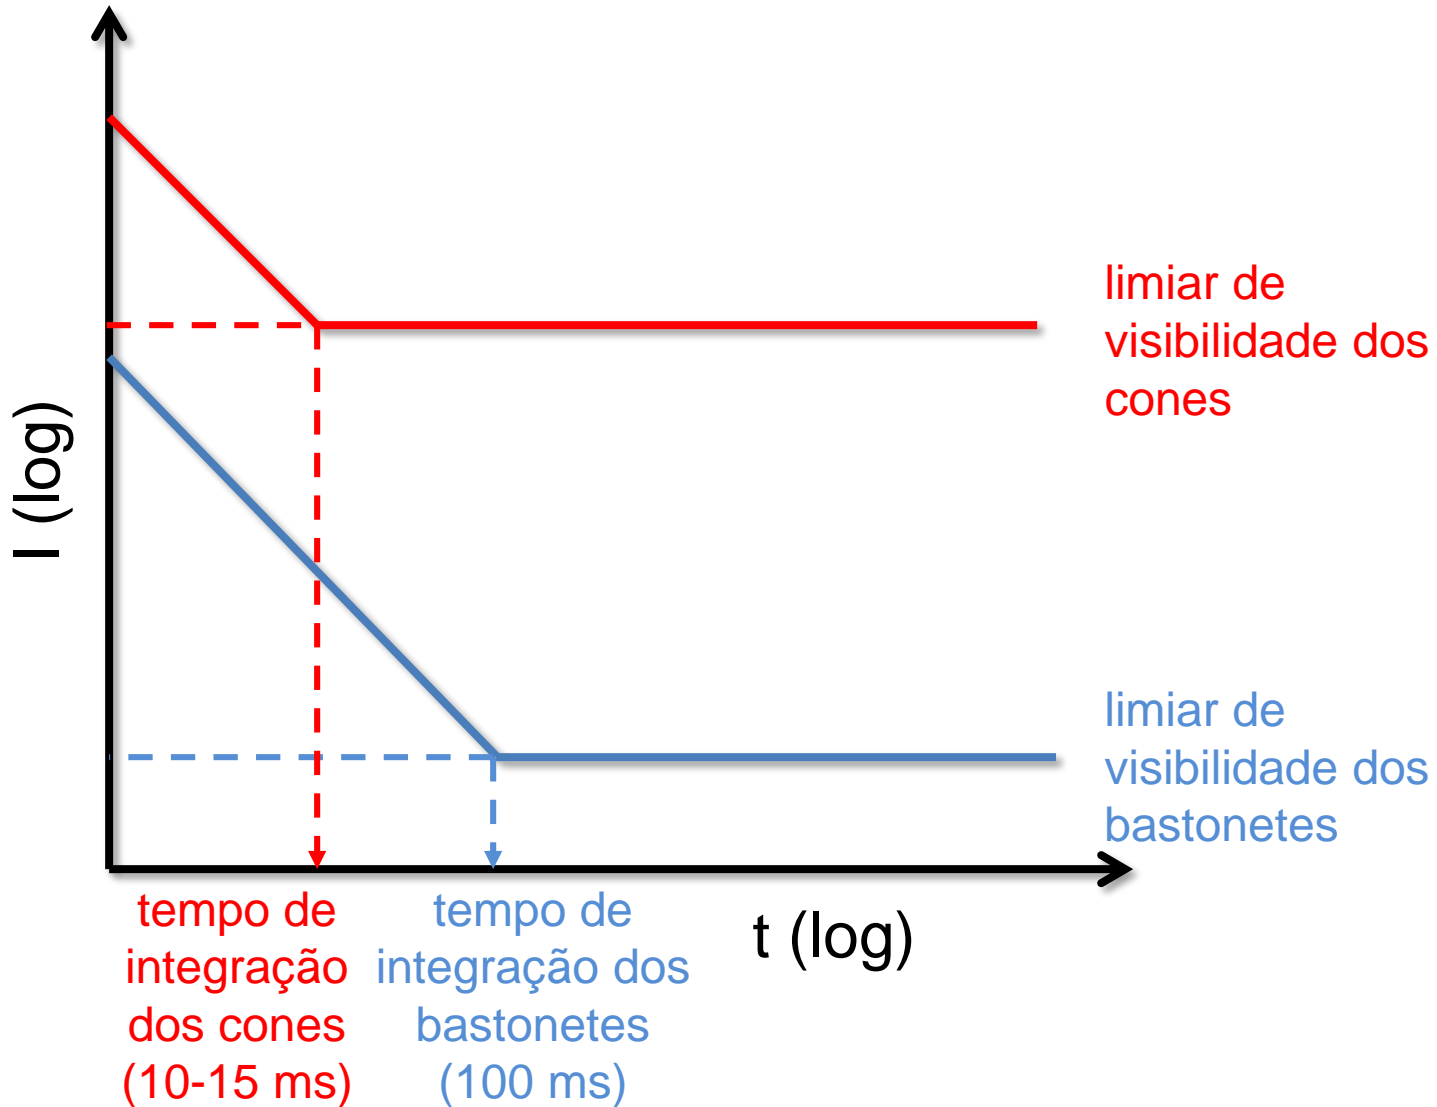 I (log)
limiar de
visibilidade dos
cones
limiar de
visibilidade dos
bastonetes
tempo de
integração
dos cones
(10-15 ms)
tempo de
integração dos
bastonetes
(100 ms)
t (log)